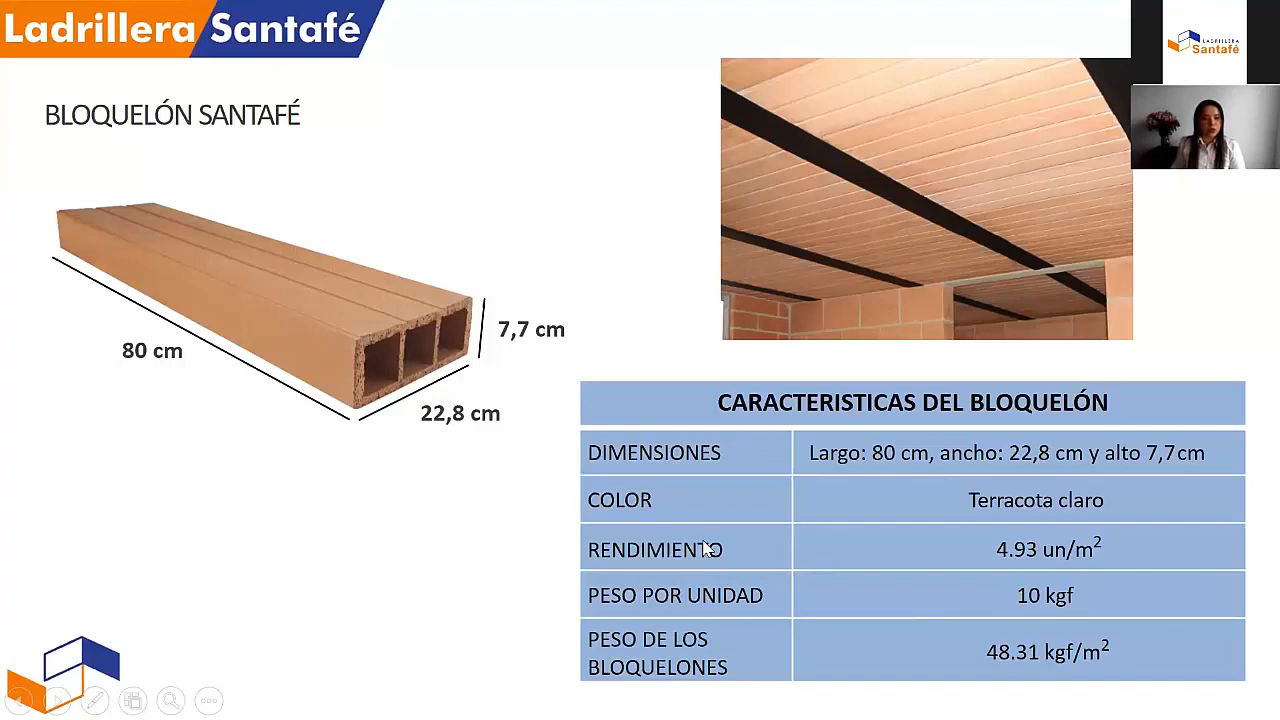 Ladrillera Santafé
LADRILLERA
Santafé
BLOQUELÓN SANTAFÉ
80 cm
7,7 cm
22,8 cm
CARACTERISTICAS DEL BLOQUELÓN
DIMENSIONES Largo: 80 cm, ancho: 22,8 cm y alto 7,7cm
COLOR Terracota claro
RENDIMIENTO 4.93 un/m²
PESO POR UNIDAD 10 kgf
PESO DE LOS
BLOQUELONES 48.31 kgf/m²